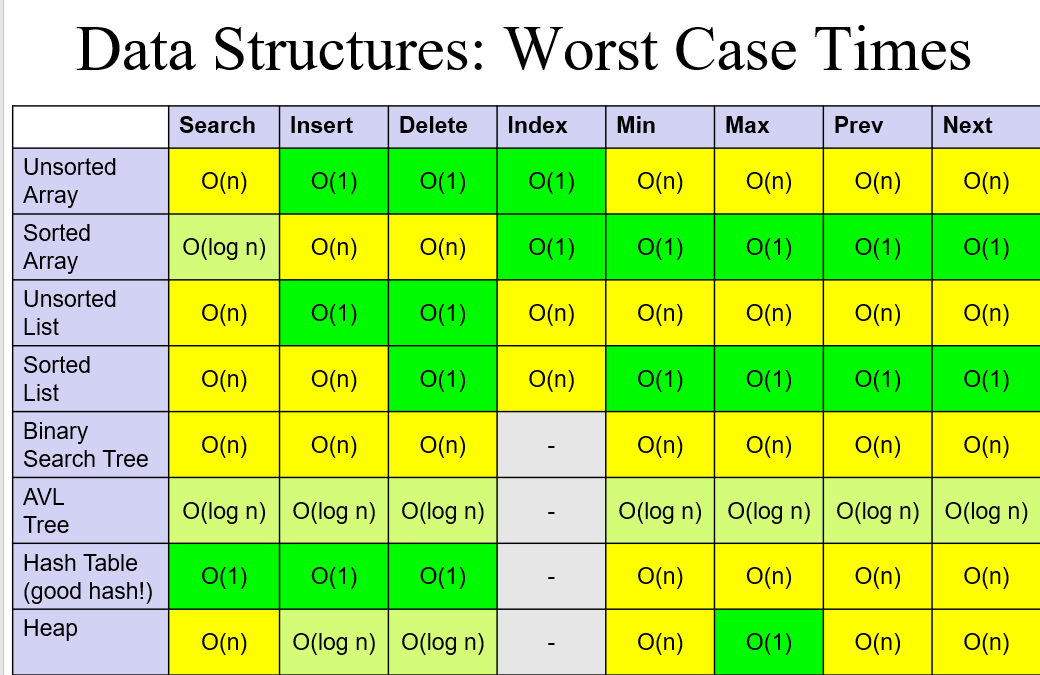 Data Structures: Worst Case Times
Search Insert Delete Index Min Max Prev Next
Unsorted
Array
O(n) O(1) O(1) O(1) O(n) O(n) O(n) O(n)
Sorted
Array
O(log n) O(n) O(n) O(1) O(1) O(1) O(1) O(1)
Unsorted
List
O(n) O(1) O(1) O(n) O(n) O(n) O(n) O(n)
Sorted
List
O(n) O(n) O(1) O(n) O(1) O(1) O(1) O(1)
Binary
Search Tree
O(n) O(n) O(n) - O(n) O(n) O(n) O(n)
AVL
Tree
O(log n) O(log n) O(log n) - O(log n) O(log n) O(log n) O(log n)
Hash Table
(good hash!)
O(1) O(1) O(1) - O(n) O(n) O(n) O(n)
Heap
O(n) O(log n) O(log n) - O(n) O(1) O(n) O(n)